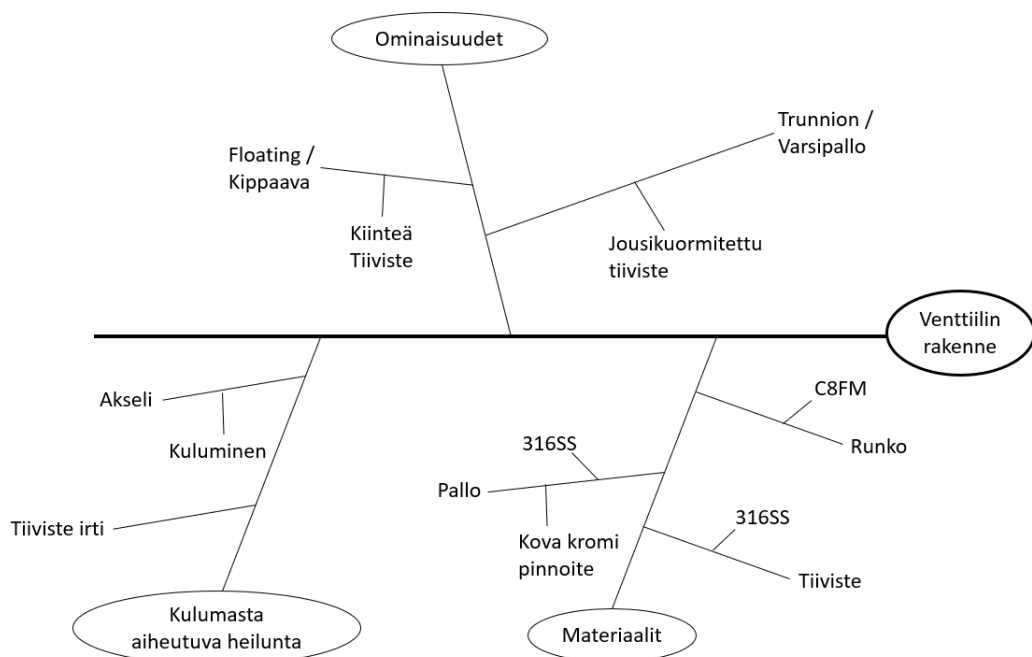 Ominaisuudet
Trunnion /
Varsipallo
Floating /
Kippaava
Kiinteä
Tiiviste
Jousikuormitettu
tiiviste
Venttiilin
rakenne
Akseli
Kuluminen
C8FM
Runko
316SS
Pallo
Kova kromi
pinnoite
316SS
Tiiviste irti
Tiiviste
Kulumasta
aiheutuva heilunta
Materiaalit